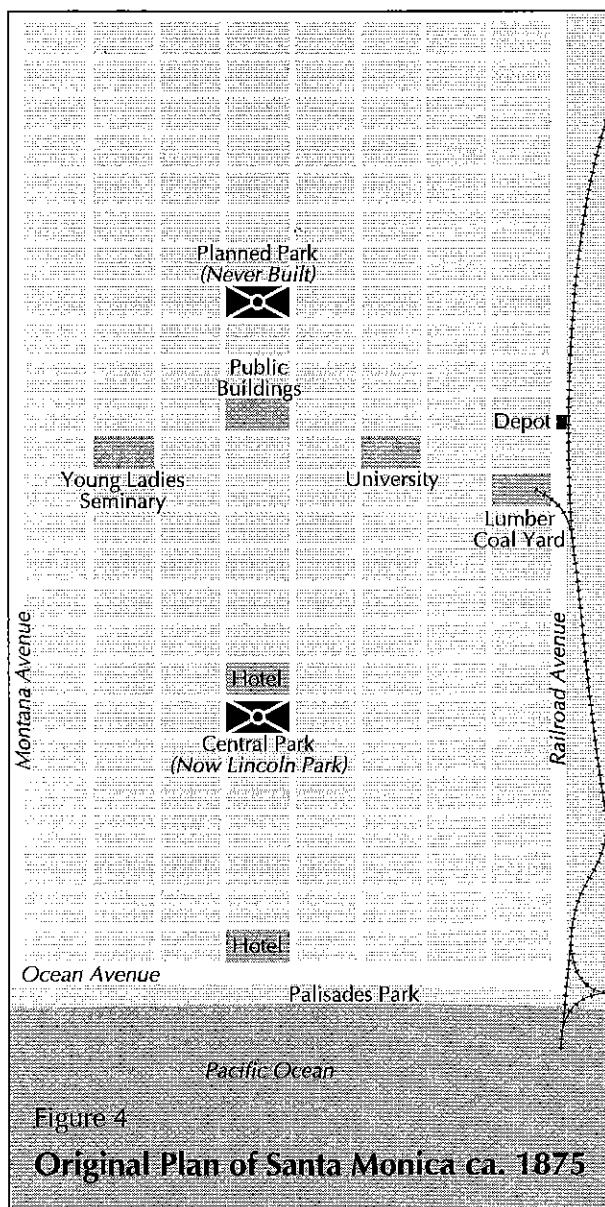 Planned Park
(Never Built)
Public
Buildings
Depot
Young Ladies
Seminary
University
Lumber
Coal Yard
Montana Avenue
Railroad Avenue
Hotel
Central Park
(Now Lincoln Park)
Hotel
Ocean Avenue
Palisades Park
Pacific Ocean
Figure 4
Original Plan of Santa Monica ca. 1875